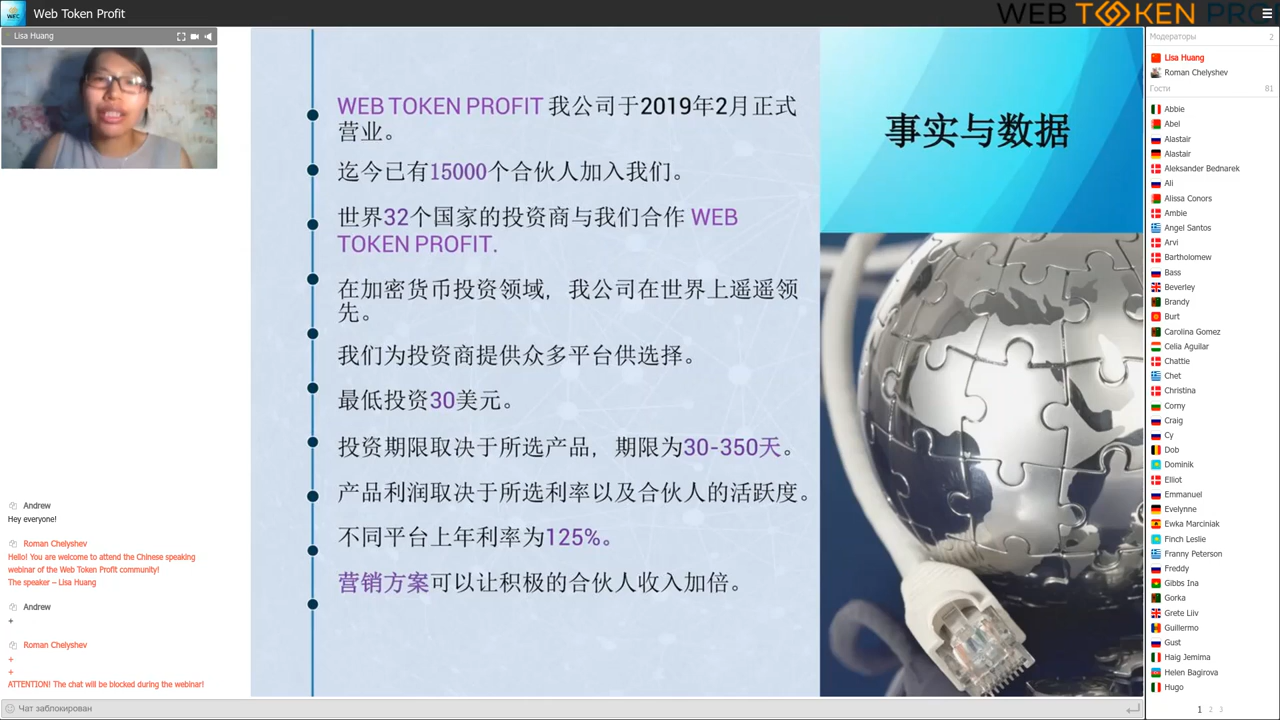 Web Token Profit
WEB TOKEN PRO
Lisa Huang
WEB TOKEN PROFIT 我公司于2019年2月正式
营业。
迄今已有15000个合伙人加入我们。
世界32个国家的投资商与我们合作 WEB
TOKEN PROFIT.
在加密货币投资领域，我公司在世界上遥遥领
先。
我们为投资商提供众多平台供选择。
最低投资30美元。
投资期限取决于所选产品，期限为30-350天。
产品利润取决于所选利率以及合伙人的活跃度。
不同平台上年利率为125%。
营销方案可以让积极的合伙人收入加倍.
事实与数据
Andrew
Hey everyone!
Roman Chelyshev
Hello! You are welcome to attend the Chinese speaking
webinar of the Web Token Profit community!
The speaker – Lisa Huang
Andrew
+
Roman Chelyshev
+
+
ATTENTION! The chat will be blocked during the webinar!
Чат заблокирован
Модераторы 2
Lisa Huang
Roman Chelyshev
Гости 81
Abbie
Abel
Alastair
Alastair
Aleksander Bednarek
Ali
Alissa Conors
Ambie
Angel Santos
Arvi
Bartholomew
Bass
Beverley
Brandy
Burt
Carolina Gomez
Celia Aguilar
Chattie
Chet
Christina
Corny
Craig
Cy
Dob
Dominik
Elliot
Emmanuel
Evelynne
Ewka Marciniak
Finch Leslie
Franny Peterson
Freddy
Gibbs Ina
Gorka
Grete Liiv
Guillermo
Gust
Haig Jemima
Helen Bagirova
Hugo
1 2 3